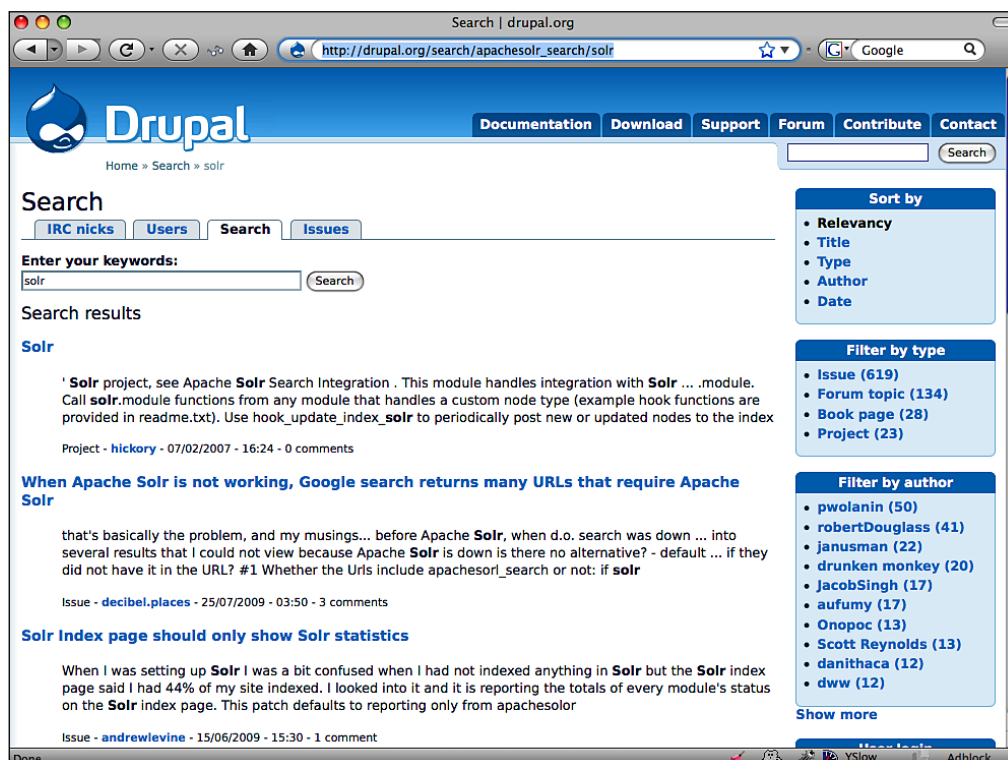 Search | drupal.org
http://drupal.org/search/apachesolr_search/solr
G
Google
Drupal
Documentation
Download
Support
Forum
Contribute
Contact
Search
Home » Search » solr
Search
IRC nicks
Users
Search
Issues
Enter your keywords:
solr
Search
Search results
Solr
' Solr project, see Apache Solr Search Integration . This module handles integration with Solr ... .module.
Call solr.module functions from any module that handles a custom node type (example hook functions are
provided in readme.txt). Use hook_update_index_solr to periodically post new or updated nodes to the index
Project - hickory - 07/02/2007 - 16:24 - 0 comments
When Apache Solr is not working, Google search returns many URLs that require Apache
Solr
that's basically the problem, and my musings... before Apache Solr, when d.o. search was down ... into
several results that I could not view because Apache Solr is down is there no alternative? - default ... if they
did not have it in the URL? #1 Whether the Urls include apachesorl_search or not: if solr
Issue - decibel.places - 25/07/2009 - 03:50 - 3 comments
Solr Index page should only show Solr statistics
When I was setting up Solr I was a bit confused when I had not indexed anything in Solr but the Solr index
page said I had 44% of my site indexed. I looked into it and it is reporting the totals of every module's status
on the Solr index page. This patch defaults to reporting only from apachesolor
Issue - andrewlevine - 15/06/2009 - 15:30 - 1 comment
Sort by
Relevancy
Title
Type
Author
Date
Filter by type
Issue (619)
Forum topic (134)
Book page (28)
Project (23)
Filter by author
pwolanin (50)
robertDouglass (41)
janusman (22)
drunken monkey (20)
JacobSingh (17)
aufumy (17)
Onopoc (13)
Scott Reynolds (13)
danithaca (12)
dww (12)
Show more
User login
Done
YSlow
Adblock